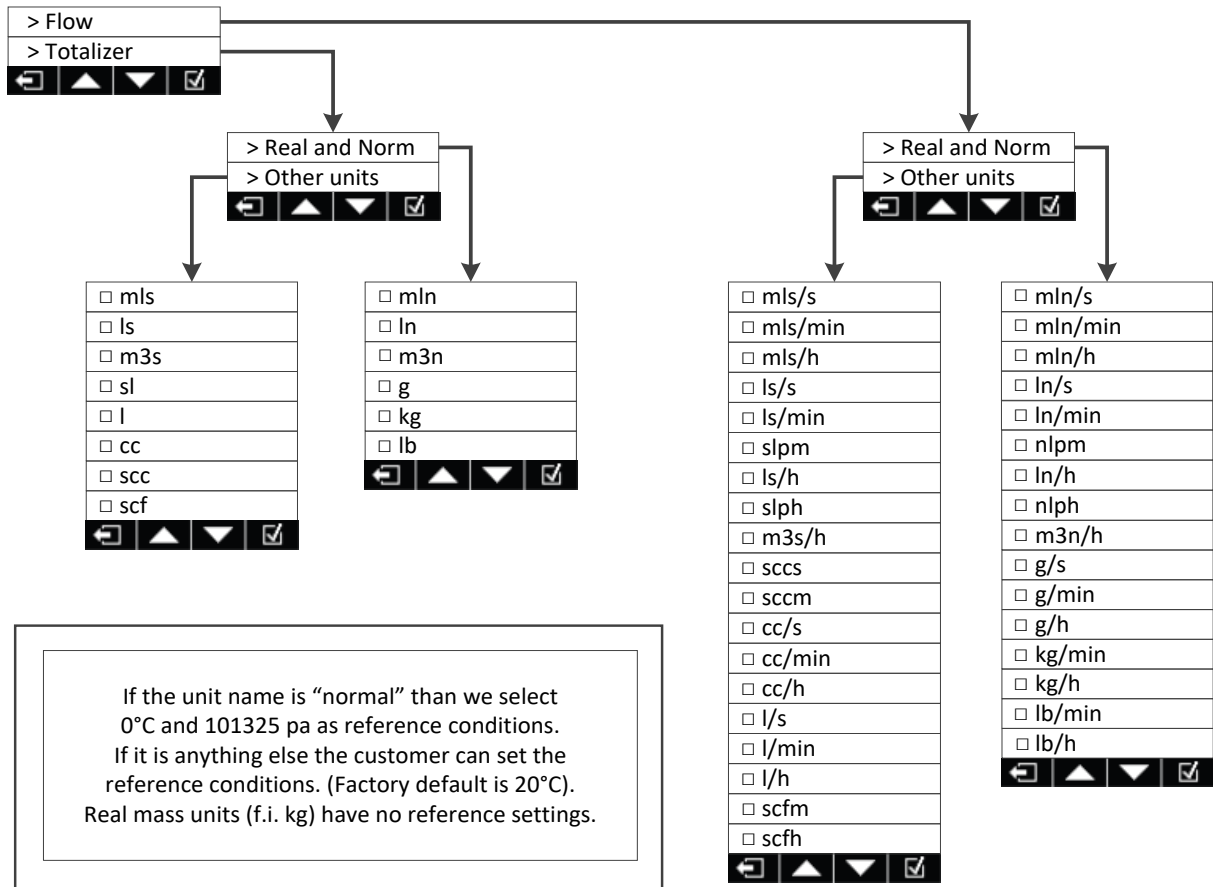 > Flow
> Totalizer
> Real and Norm
> Other units
> Real and Norm
> Other units
□ mls
□ ls
□ m3s
□ sl
□ l
□ cc
□ scc
□ scf
□ mln
□ ln
□ m3n
□ g
□ kg
□ lb
□ mls/s
□ mls/min
□ mls/h
□ ls/s
□ ls/min
□ slpm
□ ls/h
□ slph
□ m3s/h
□ sccs
□ sccm
□ cc/s
□ cc/min
□ cc/h
□ l/s
□ l/min
□ l/h
□ scfm
□ scfh
□ mln/s
□ mln/min
□ mln/h
□ ln/s
□ ln/min
□ nlpm
□ ln/h
□ nlph
□ m3n/h
□ g/s
□ g/min
□ g/h
□ kg/min
□ kg/h
□ lb/min
□ lb/h
If the unit name is “normal” than we select
0°C and 101325 pa as reference conditions.
If it is anything else the customer can set the
reference conditions. (Factory default is 20°C).
Real mass units (f.i. kg) have no reference settings.